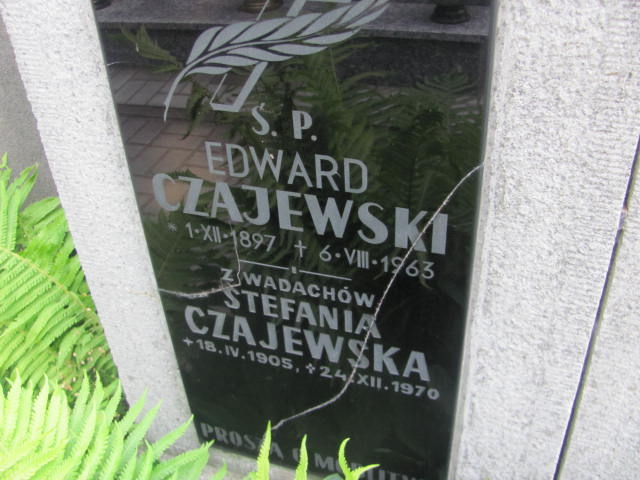 Ś. P.
EDWARD
CZAJEWSKI
* 1·XII·1897 † 6·VIII·1963
Z WADACHÓW
STEFANIA
CZAJEWSKA
+18.IV.1905, +24.XII.1970
PROSZĄ O